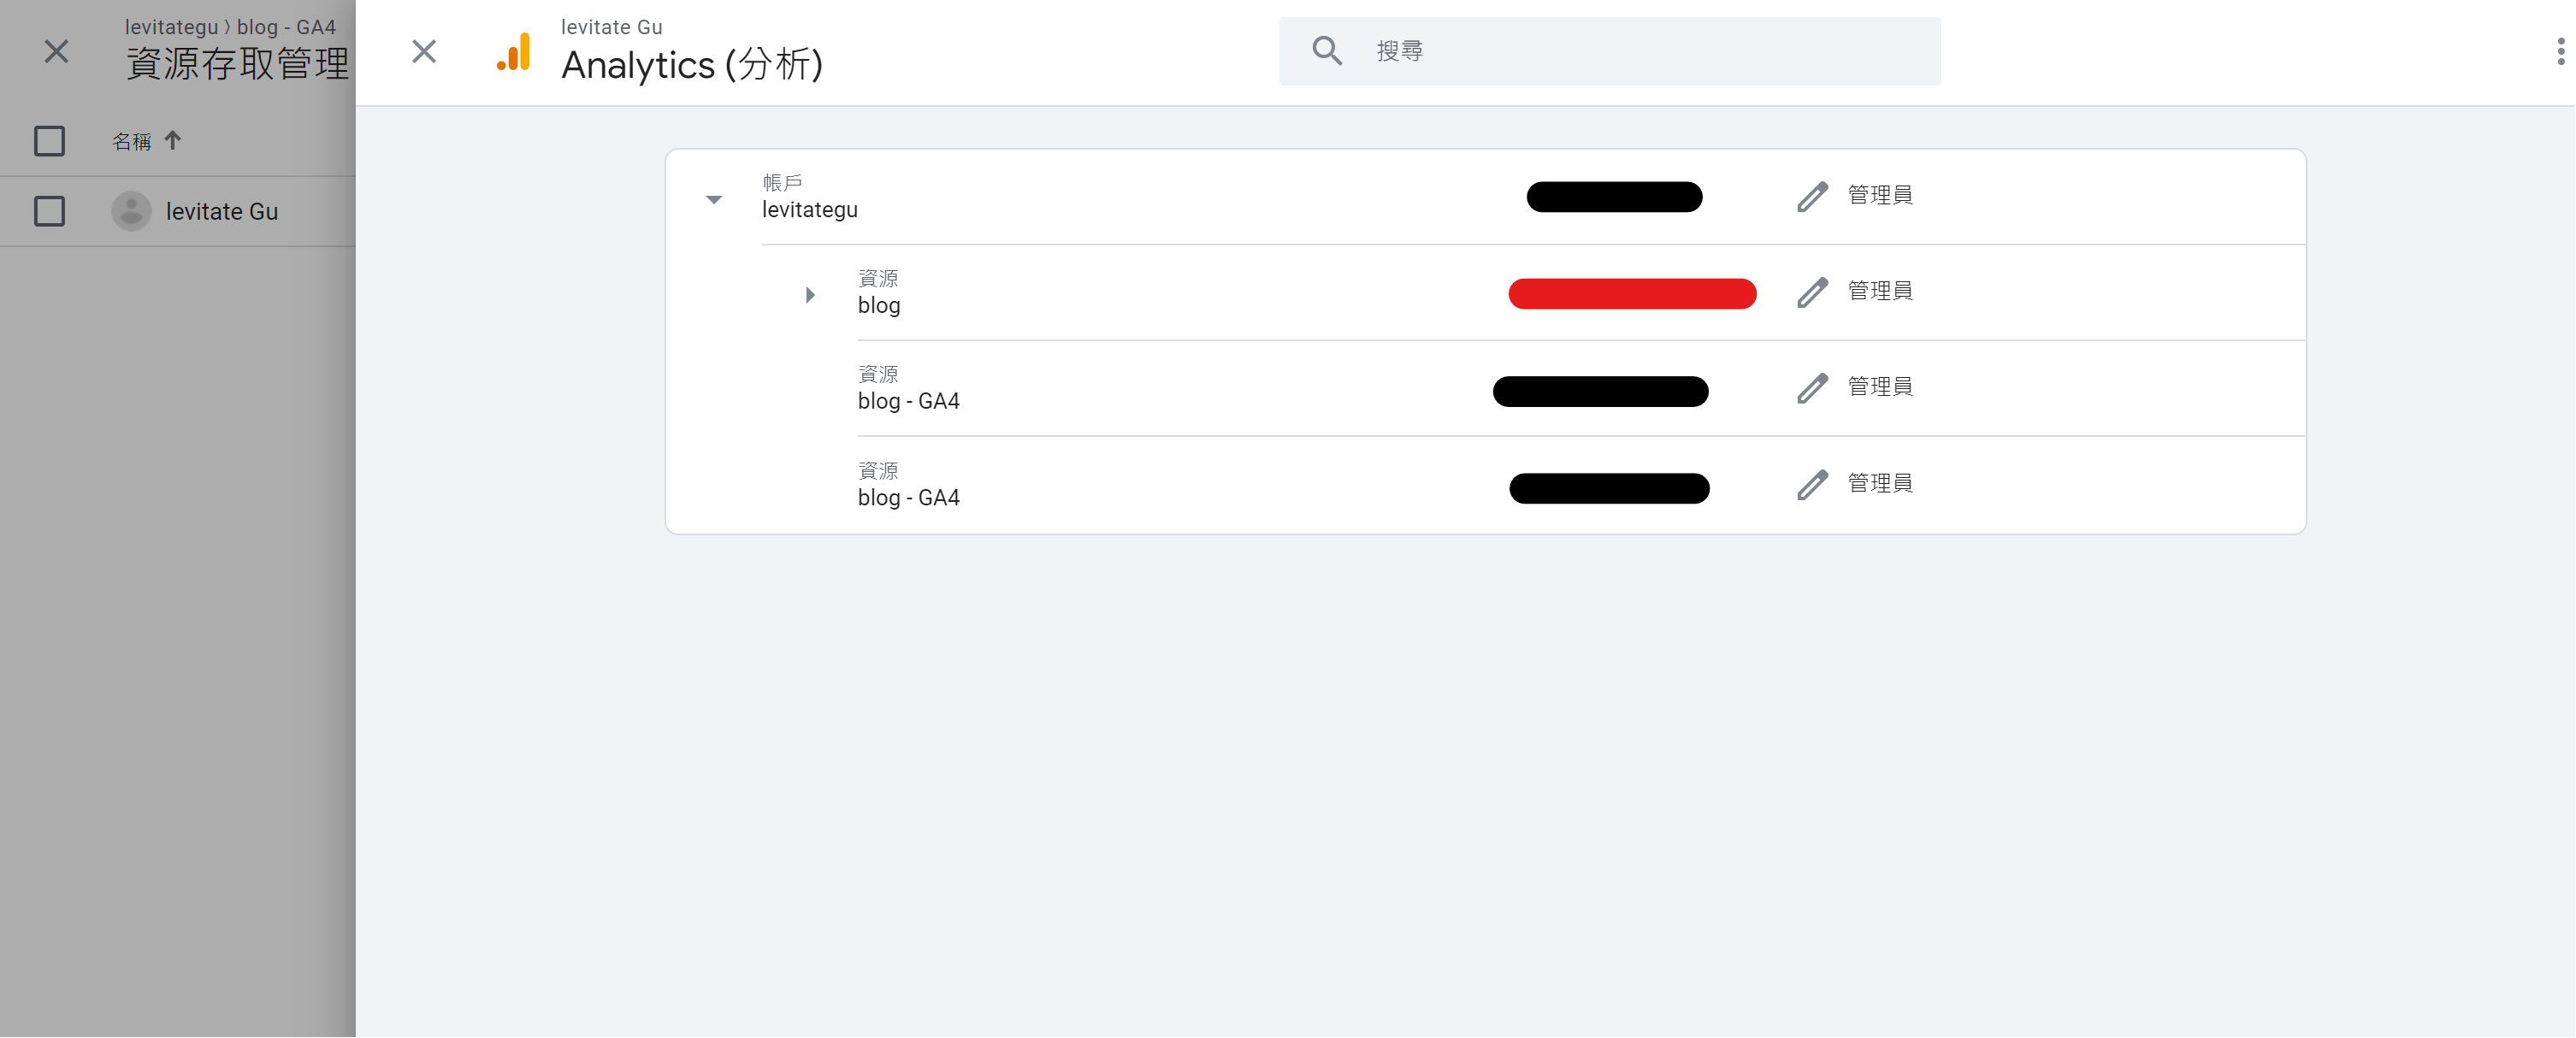 levitategu 〉blog - GA4
資源存取管理
名稱
levitate Gu
levitate Gu
Analytics (分析)
搜尋
帳戶
levitategu
管理員
資源
blog
管理員
資源
blog - GA4
管理員
資源
blog - GA4
管理員